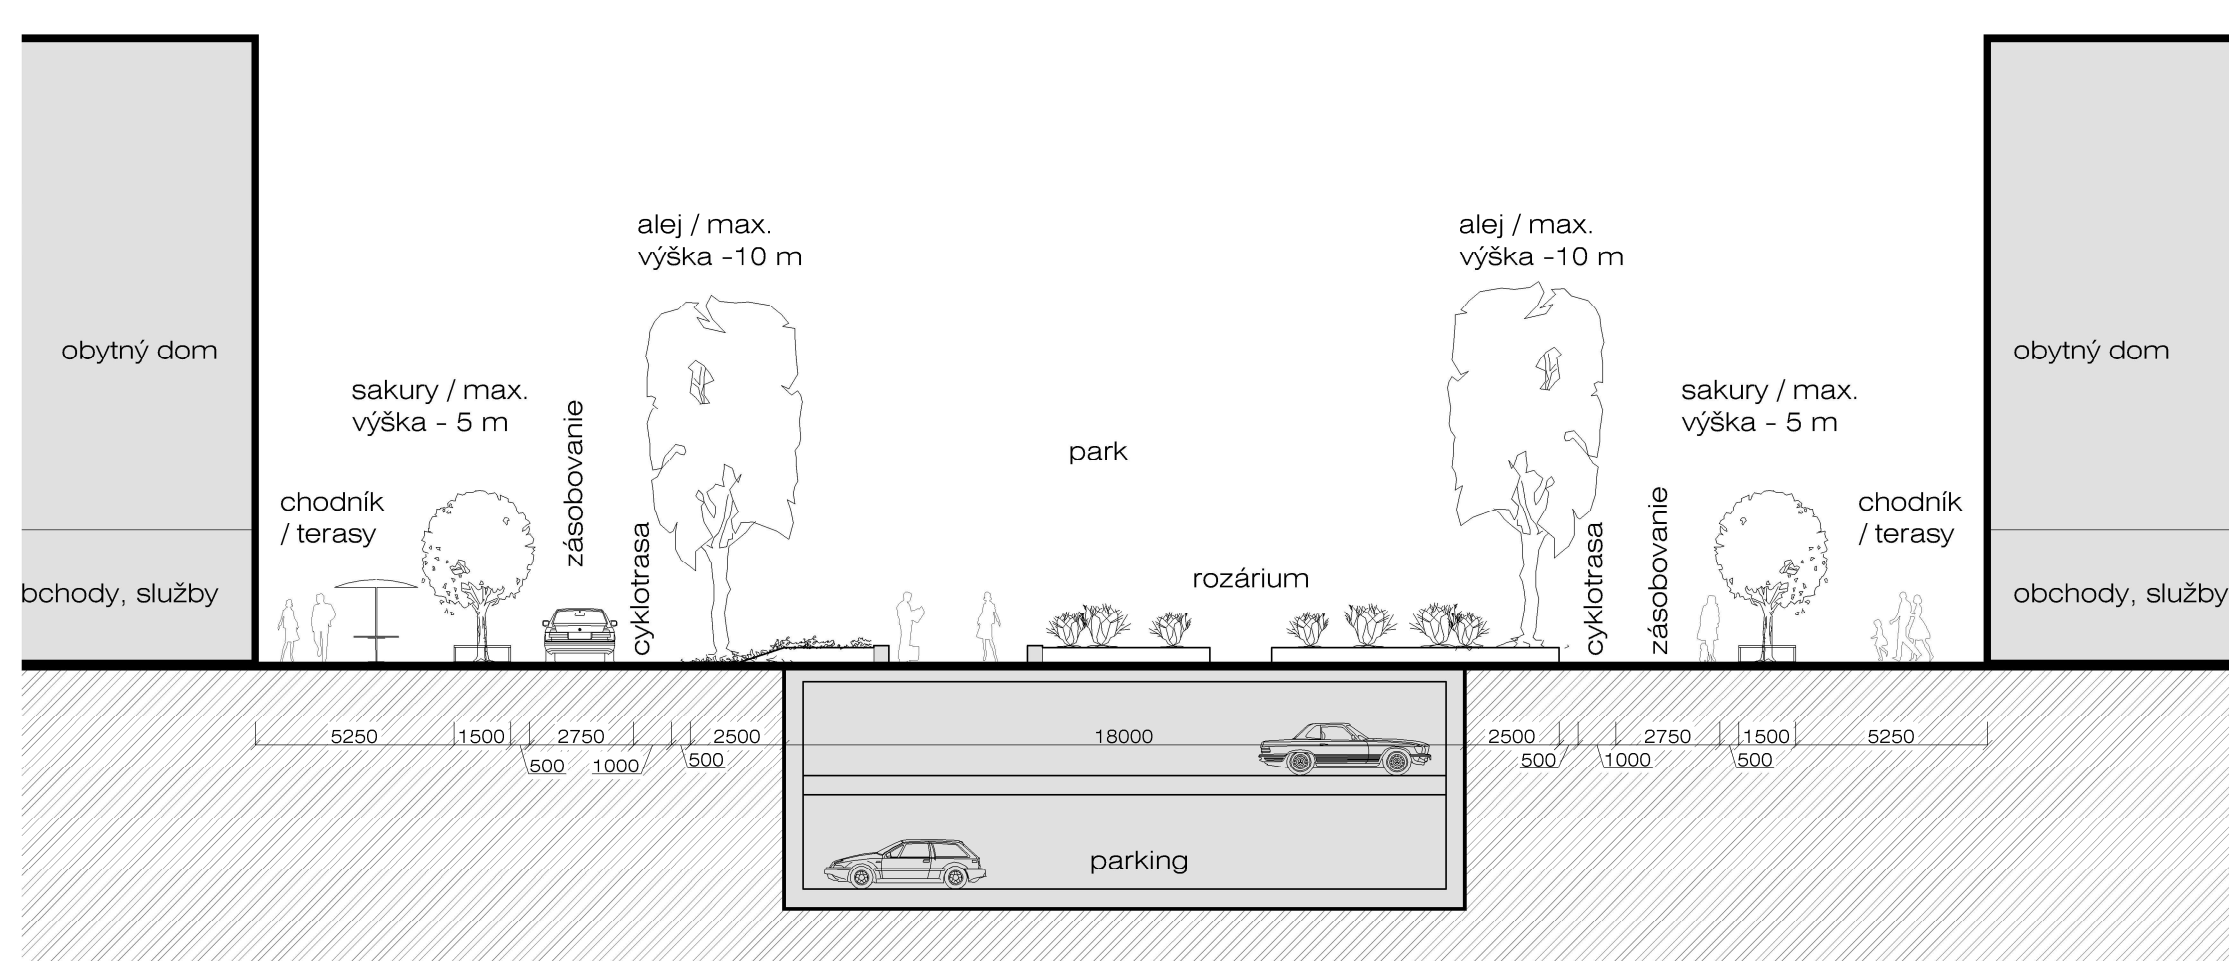 alej / max.
výška -10 m
alej / max.
výška -10 m
obytný dom
obytný dom
sakury / max.
výška - 5 m
sakury / max.
výška - 5 m
zásobovanie
park
chodník
/ terasy
cyklotrasa
cyklotrasa
zásobovanie
chodník
/ terasy
rozárium
bchody, služby
obchody, služby
5250
1500
2750
2500
18000
2500
2750
1500
5250
500
1000
500
500
1000
500
parking